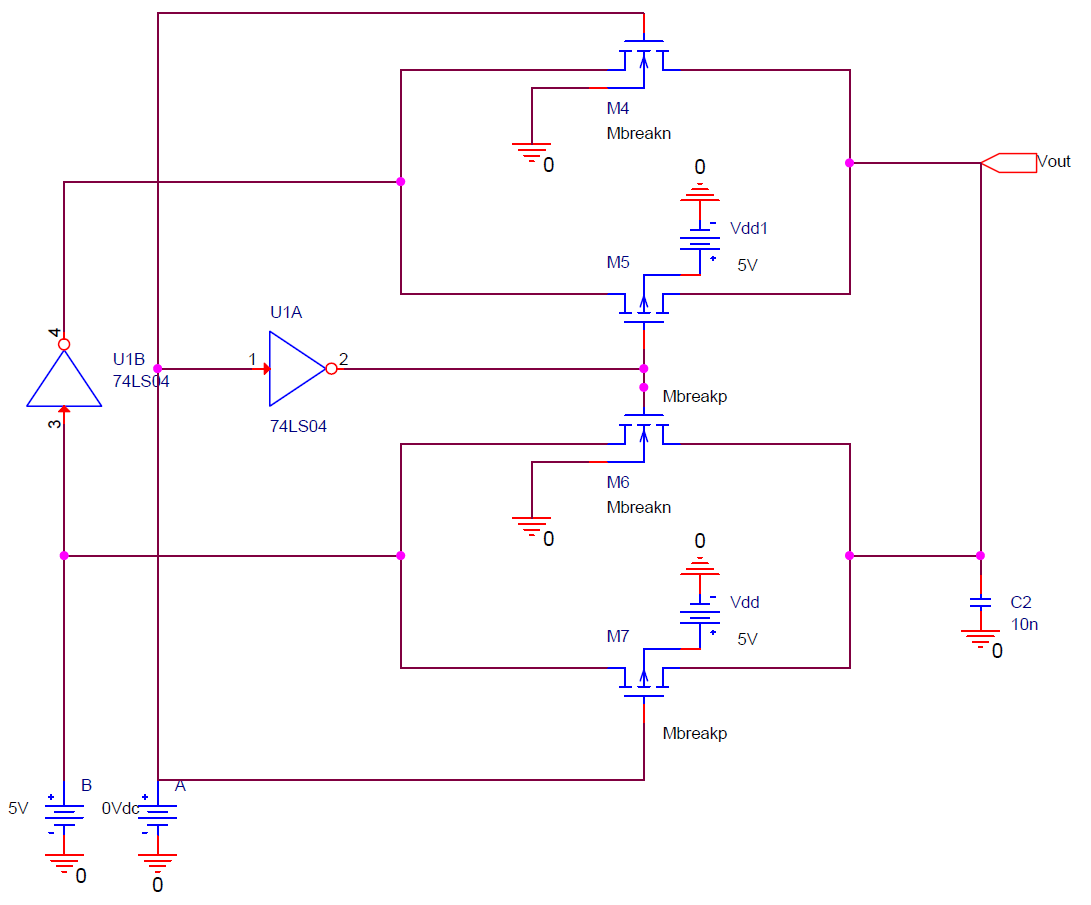 M4
Mbreakn
0
0
Vout
Vdd1
5V
M5
U1A
4
U1B
74LS04
1
2
3
74LS04
Mbreakp
M6
Mbreakn
0
0
Vdd
5V
C2
10n
M7
0
Mbreakp
B
A
5V
0Vdc
0
0